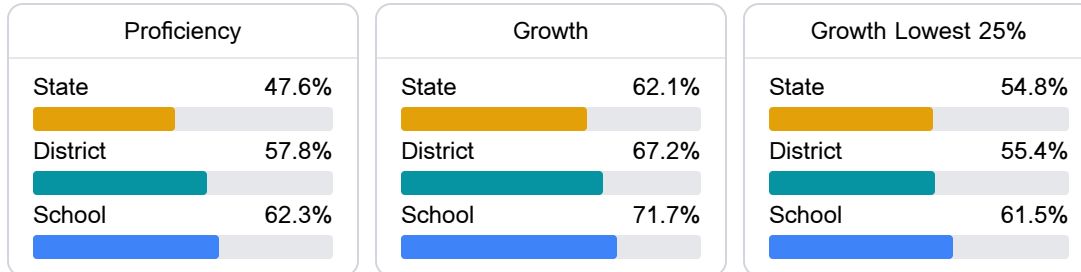 Proficiency
State 47.6%
District 57.8%
School 62.3%
Growth
State 62.1%
District 67.2%
School 71.7%
Growth Lowest 25%
State 54.8%
District 55.4%
School 61.5%